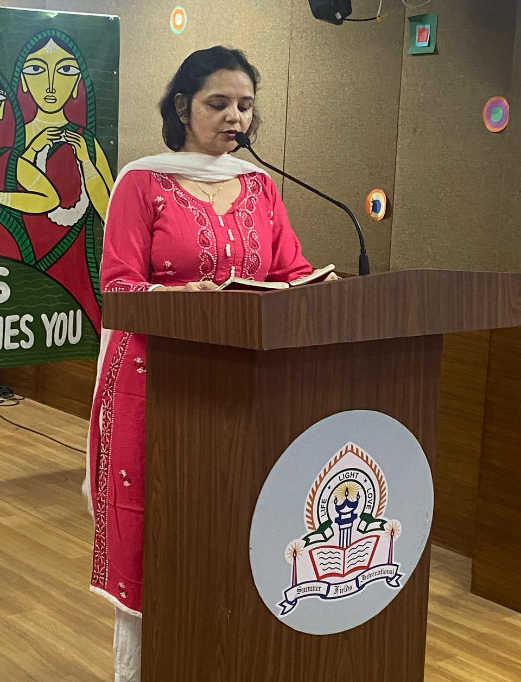 S
ES YOU
LIFE • LIGHT • LOVE
Summer Fields International